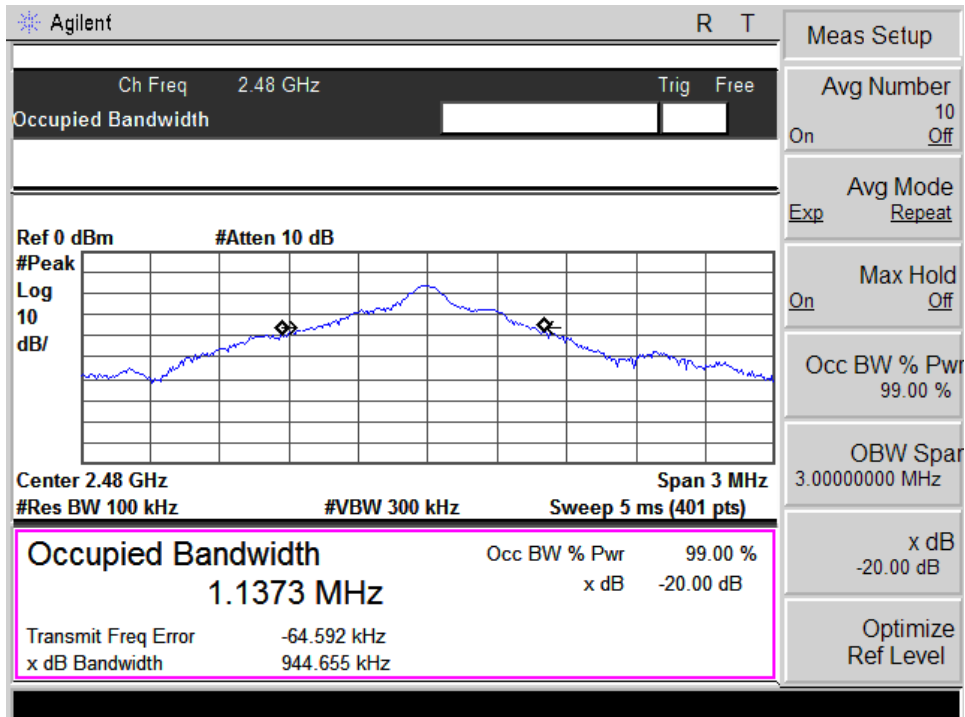 Agilent R T
Ch Freq 2.48 GHz Trig Free
Occupied Bandwidth
Ref 0 dBm #Atten 10 dB
#Peak
Log
10
dB/
Center 2.48 GHz Span 3 MHz
#Res BW 100 kHz #VBW 300 kHz Sweep 5 ms (401 pts)
Occupied Bandwidth
1.1373 MHz
Occ BW % Pwr 99.00 %
x dB -20.00 dB
Transmit Freq Error -64.592 kHz
x dB Bandwidth 944.655 kHz
Meas Setup
Avg Number
10
On Off
Avg Mode
Exp Repeat
Max Hold
On Off
Occ BW % Pwr
99.00 %
OBW Span
3.00000000 MHz
x dB
-20.00 dB
Optimize
Ref Level